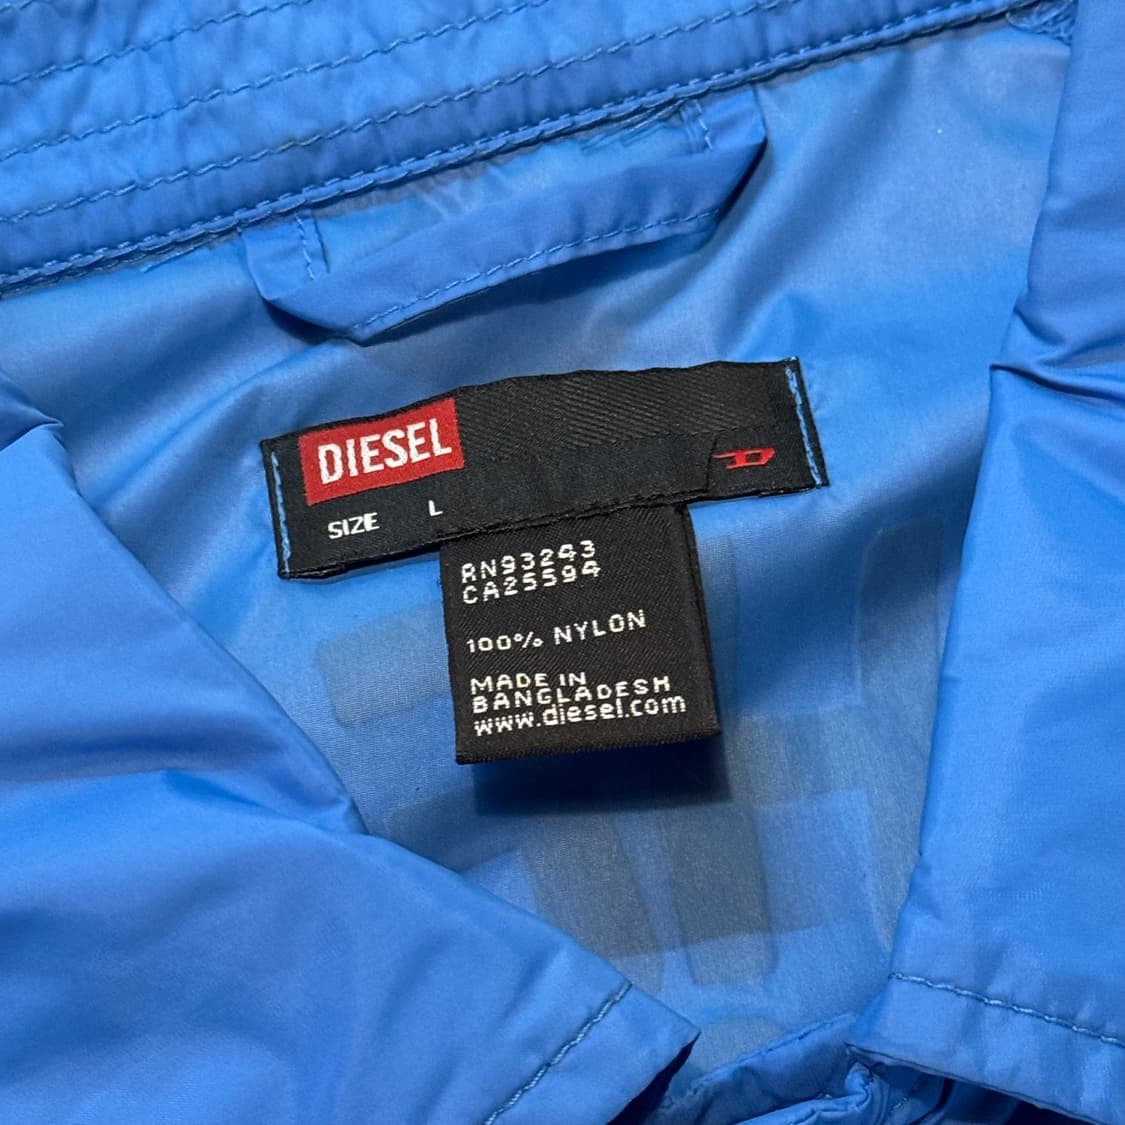 DIESEL
SIZE L
RN93243
CA25594
100% NYLON
MADE IN
BANGLADESH
www.diesel.com